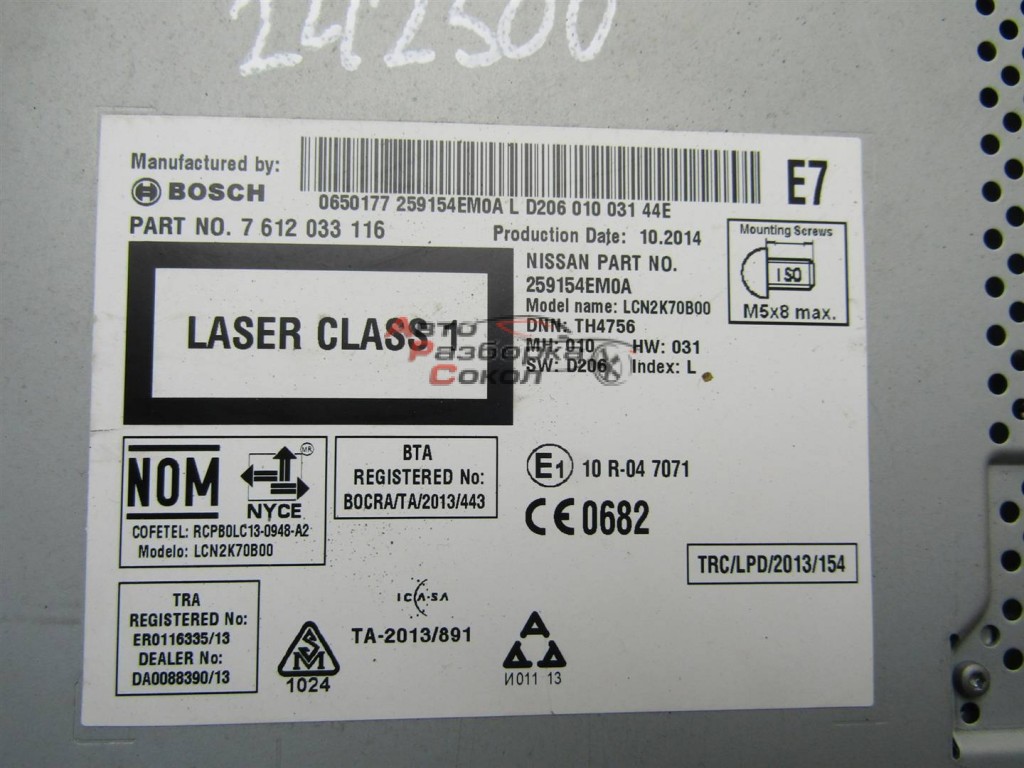 242500
Manufactured by:
BOSCH
0650177 259154EM0A L D206 010 031 44E
E7
PART NO. 7 612 033 116
Production Date: 10.2014
Mounting Screws
ISO
M5x8 max.
NISSAN PART NO.
259154EM0A
Model name: LCN2K70B00
DNN: TH4756
MH: 010 HW: 031
SW: D206 Index: L
LASER CLASS 1
Авто
Разборка
Сокол
NOM
MR
NYCE
COFETEL: RCPBOLC13-0948-A2
Modelo: LCN2K70B00
BTA
REGISTERED No:
BOCRA/TA/2013/443
E1 10 R-04 7071
CE 0682
TRC/LPD/2013/154
TRA
REGISTERED No:
ER0116335/13
DEALER No:
DA0088390/13
1024
ICASA
TA-2013/891
И011 13